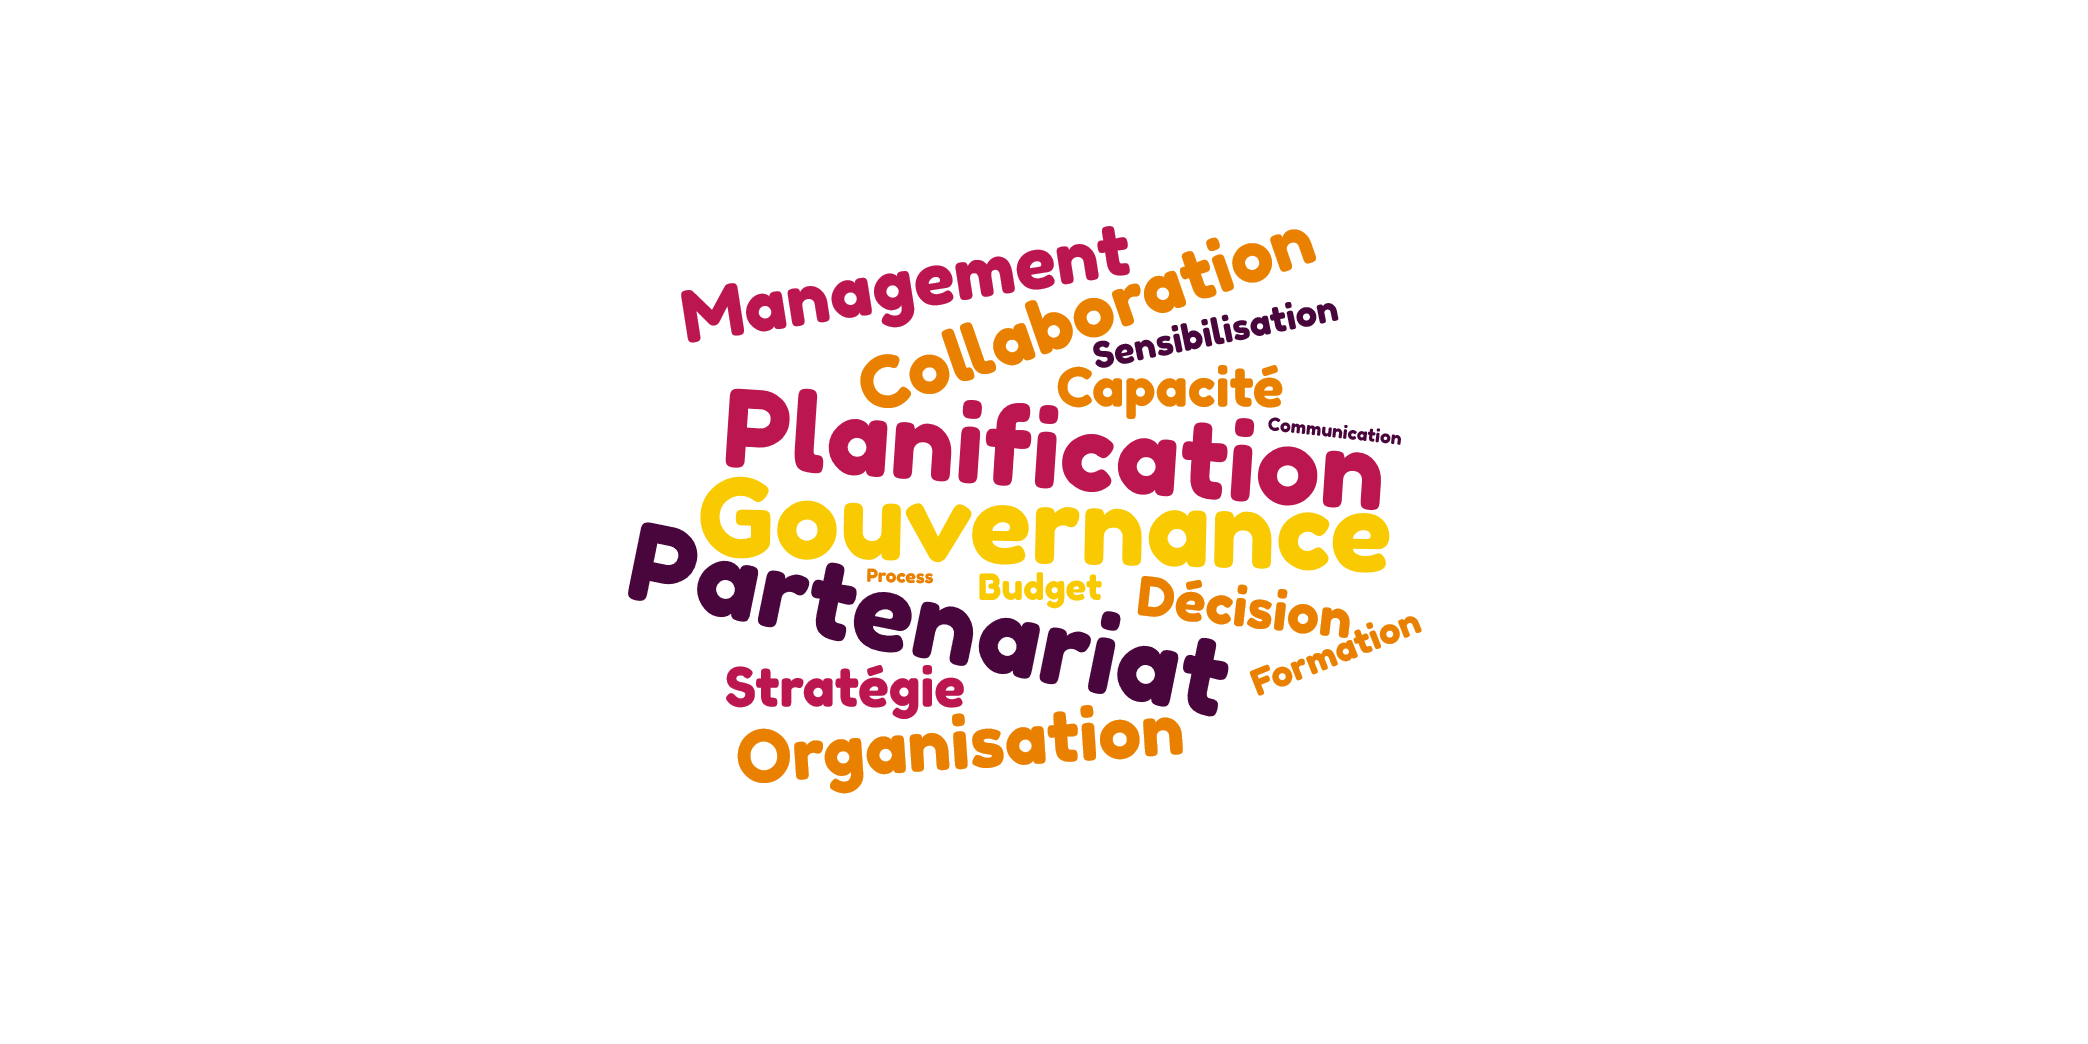 Management
Collaboration
Sensibilisation
Capacité
Planification
Communication
Gouvernance
Partenariat
Process
Budget
Décision
Formation
Stratégie
Organisation